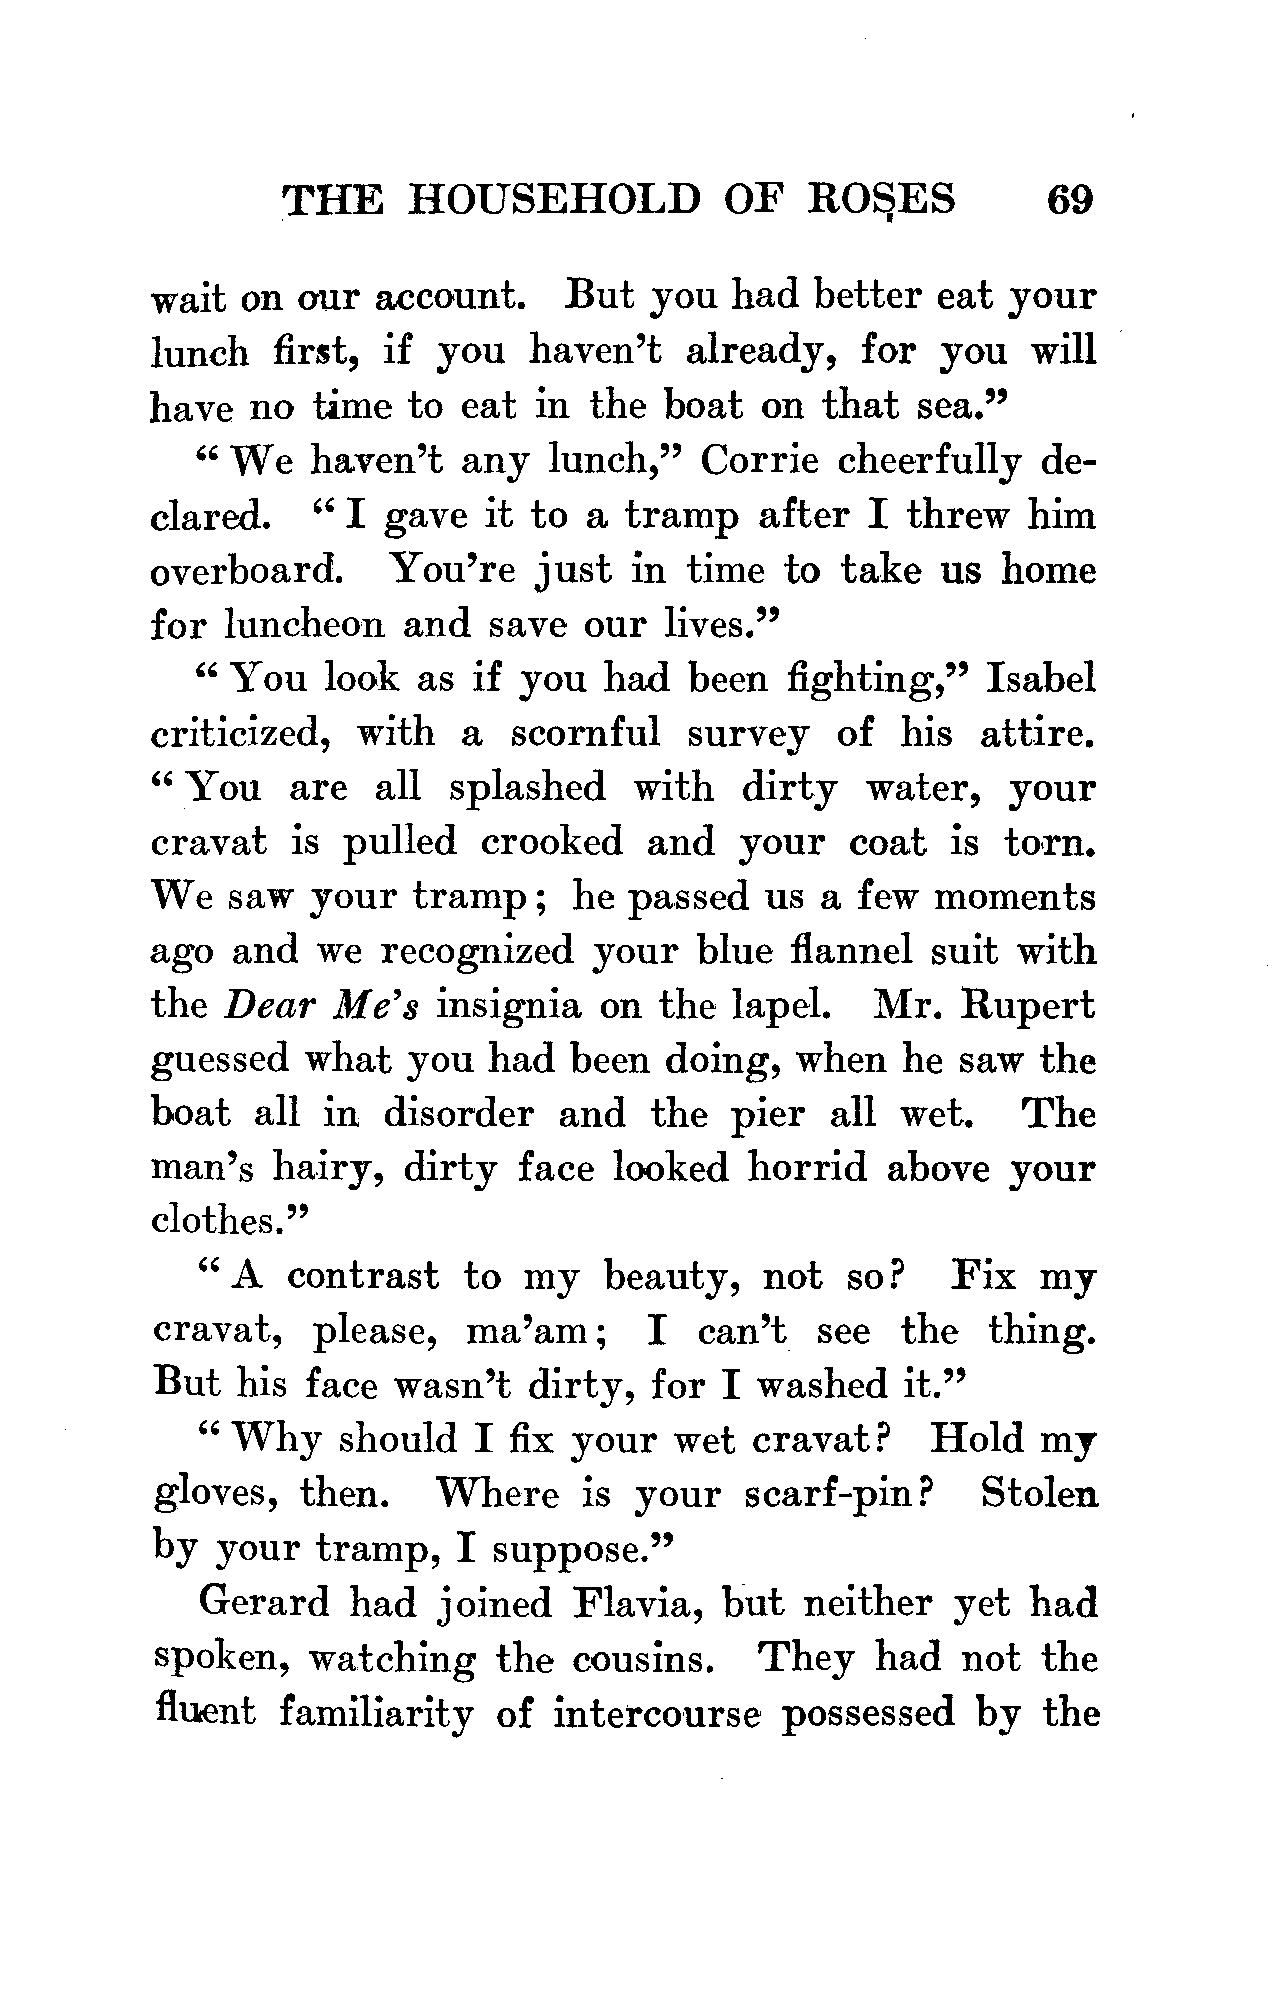 THE HOUSEHOLD OF ROSES 69
wait on our account. But you had better eat your
lunch first, if you haven't already, for you will
have no time to eat in the boat on that sea."
"We haven't any lunch," Corrie cheerfully de-
clared. "I gave it to a tramp after I threw him
overboard. You're just in time to take us home
for luncheon and save our lives."
"You look as if you had been fighting," Isabel
criticized, with a scornful survey of his attire.
"You are all splashed with dirty water, your
cravat is pulled crooked and your coat is torn.
We saw your tramp; he passed us a few moments
ago and we recognized your blue flannel suit with
the Dear Me's insignia on the lapel. Mr. Rupert
guessed what you had been doing, when he saw the
boat all in disorder and the pier all wet. The
man's hairy, dirty face looked horrid above your
clothes."
"A contrast to my beauty, not so? Fix my
cravat, please, ma'am; I can't see the thing.
But his face wasn't dirty, for I washed it."
"Why should I fix your wet cravat? Hold my
gloves, then. Where is your scarf-pin? Stolen
by your tramp, I suppose."
Gerard had joined Flavia, but neither yet had
spoken, watching the cousins. They had not the
fluent familiarity of intercourse possessed by the